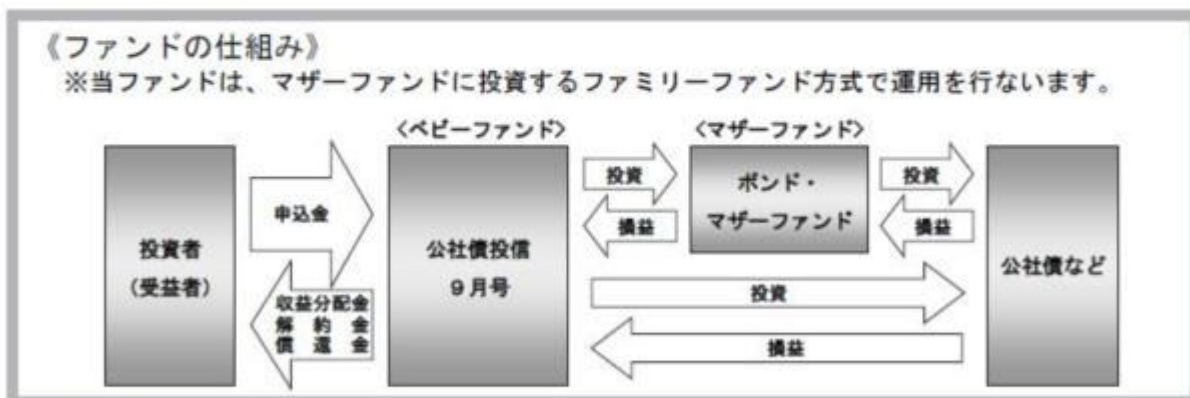 《ファンドの仕組み》
※当ファンドは、マザーファンドに投資するファミリーファンド方式で運用を行ないます。
〈ベビーファンド〉
〈マザーファンド〉
投資者
（受益者）
申込金
収益分配金
解約金
償還金
公社債投信
９月号
投資
損益
ボンド・
マザーファンド
投資
損益
投資
損益
公社債など